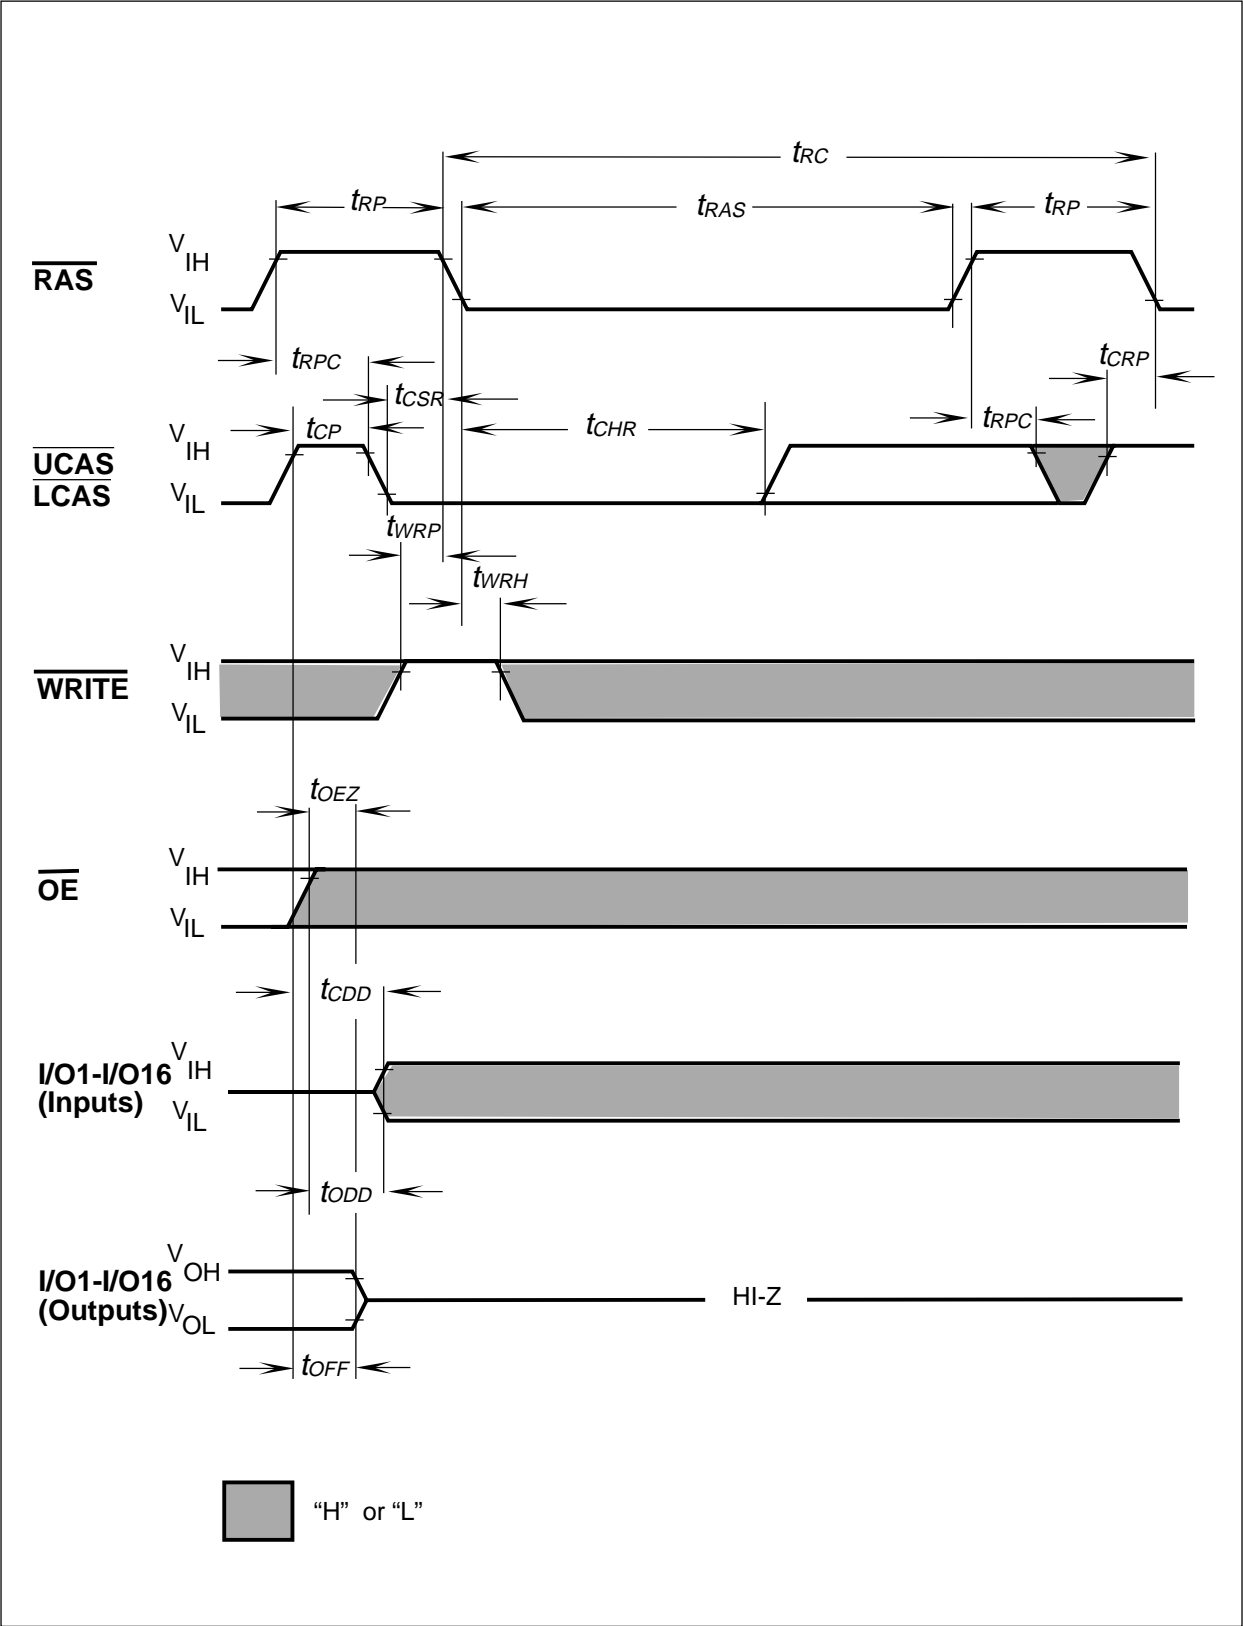 tRC
tRP tRAS tRP
RAS VIH
VIL
tRPC tCRP
tCSR
tCP tCHR tRPC
UCAS VIH
LCAS VIL
tWRP
tWRH
WRITE VIH
VIL
tOEZ
OE VIH
VIL
tCDD
I/O1-I/O16 VIH
(Inputs) VIL
tODD
I/O1-I/O16 VOH
(Outputs) VOL
HI-Z
tOFF
“H” or “L”